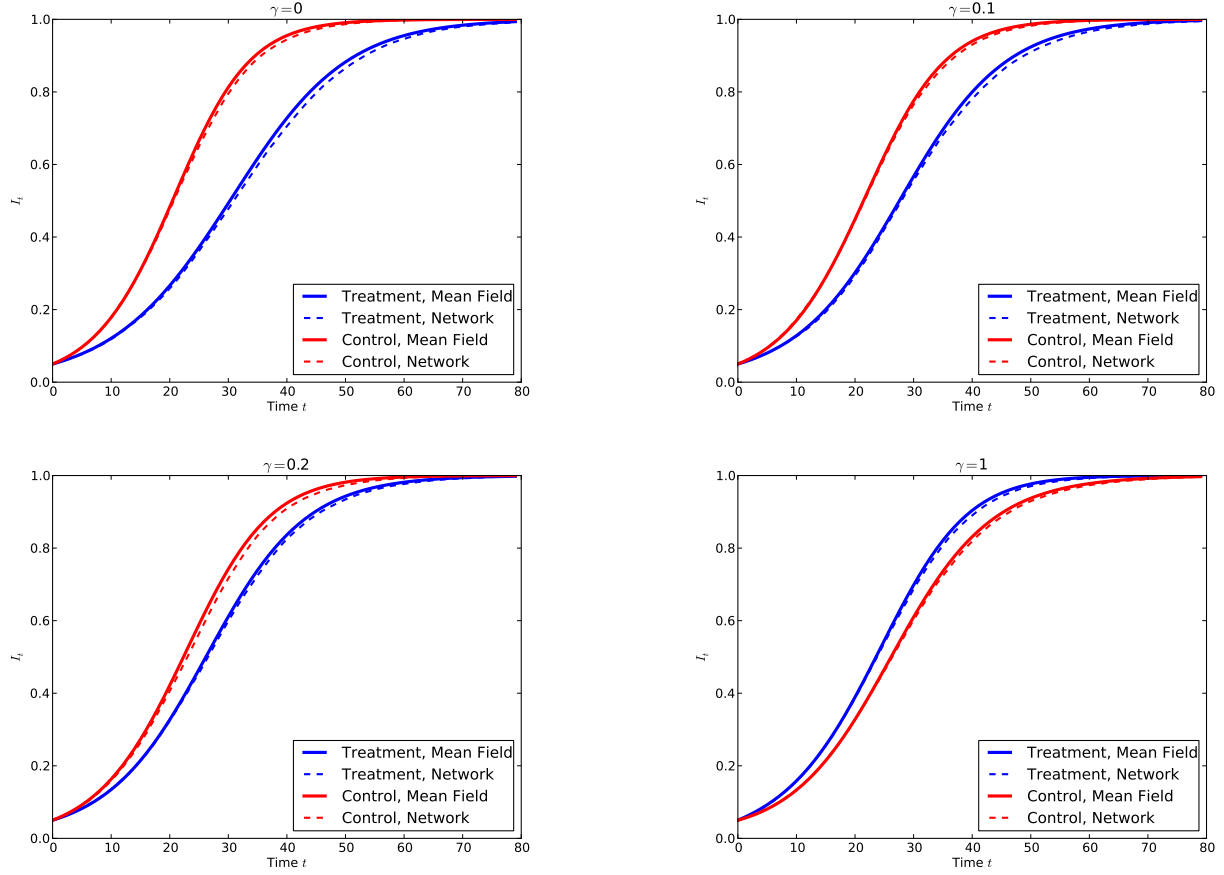 γ=0
1.0
0.8
0.6
0.4
0.2
0.0
I_t
0 10 20 30 40 50 60 70 80
Time t
Treatment, Mean Field
Treatment, Network
Control, Mean Field
Control, Network
γ=0.1
1.0
0.8
0.6
0.4
0.2
0.0
I_t
0 10 20 30 40 50 60 70 80
Time t
Treatment, Mean Field
Treatment, Network
Control, Mean Field
Control, Network
γ=0.2
1.0
0.8
0.6
0.4
0.2
0.0
I_t
0 10 20 30 40 50 60 70 80
Time t
Treatment, Mean Field
Treatment, Network
Control, Mean Field
Control, Network
γ=1
1.0
0.8
0.6
0.4
0.2
0.0
I_t
0 10 20 30 40 50 60 70 80
Time t
Treatment, Mean Field
Treatment, Network
Control, Mean Field
Control, Network